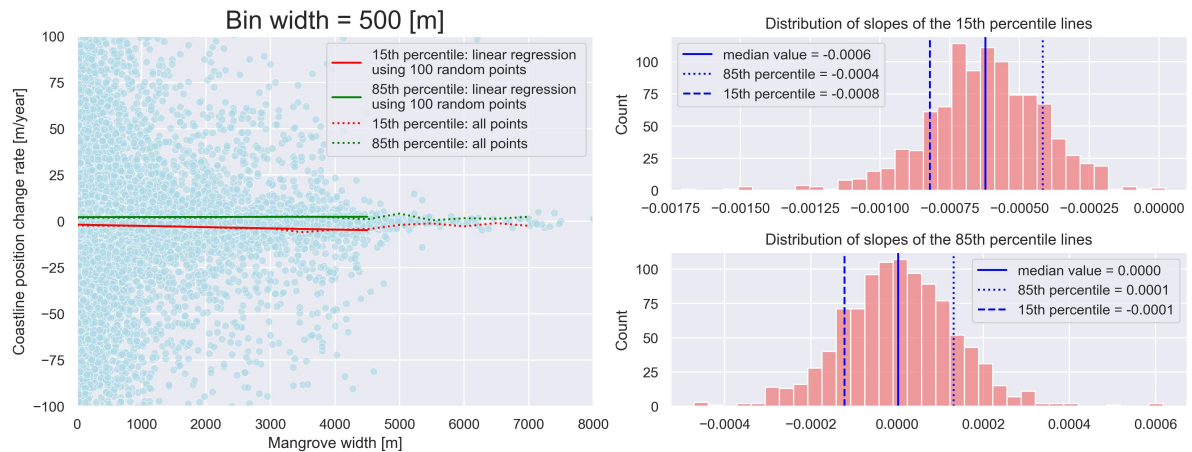 Bin width = 500 [m]
Coastline position change rate [m/year]
100
75
50
25
0
−25
−50
−75
−100
15th percentile: linear regression
using 100 random points
85th percentile: linear regression
using 100 random points
15th percentile: all points
85th percentile: all points
0 1000 2000 3000 4000 5000 6000 7000 8000
Mangrove width [m]
Distribution of slopes of the 15th percentile lines
Count
100
75
50
25
0
median value = -0.0006
85th percentile = -0.0004
15th percentile = -0.0008
−0.00175 −0.00150 −0.00125 −0.00100 −0.00075 −0.00050 −0.00025 0.00000
Distribution of slopes of the 85th percentile lines
Count
100
75
50
25
0
median value = 0.0000
85th percentile = 0.0001
15th percentile = -0.0001
−0.0004 −0.0002 0.0000 0.0002 0.0004 0.0006